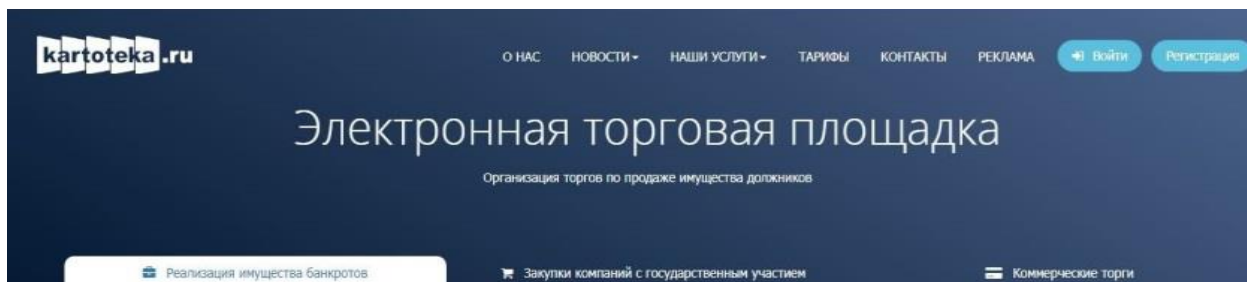 kartoteka.ru
О НАС НОВОСТИ НАШИ УСЛУГИ ТАРИФЫ КОНТАКТЫ РЕКЛАМА Войти Регистрация
Электронная торговая площадка
Организация торгов по продаже имущества должников
Реализация имущества банкротов Закупки компаний с государственным участием Коммерческие торги